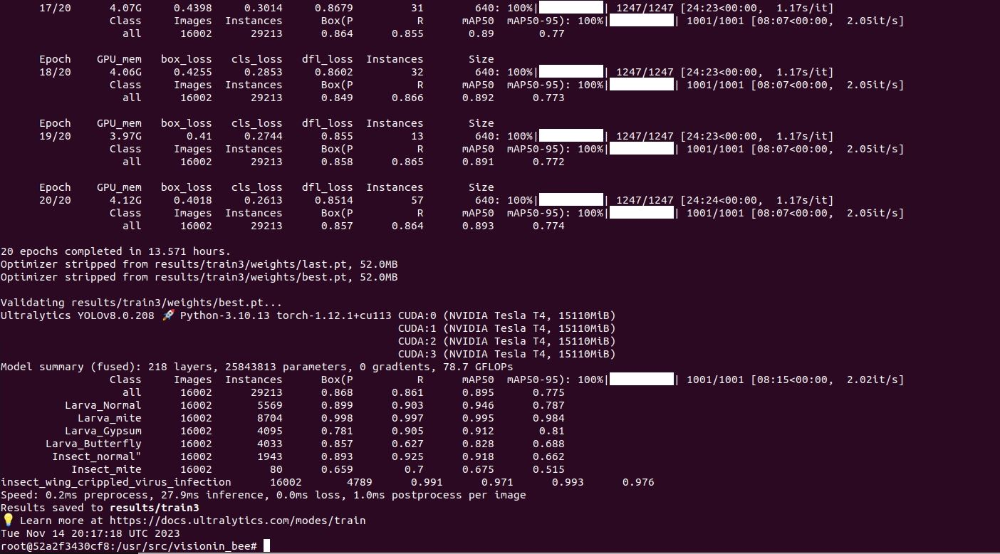 17/20 4.07G 0.4398 0.3014 0.8679 31 640: 100%|██████████| 1247/1247 [24:23<00:00, 1.17s/it]
Class Images Instances Box(P R mAP50 mAP50-95): 100%|██████████| 1001/1001 [08:07<00:00, 2.05it/s]
all 16002 29213 0.864 0.855 0.89 0.77
Epoch GPU_mem box_loss cls_loss dfl_loss Instances Size
18/20 4.06G 0.4255 0.2853 0.8602 32 640: 100%|██████████| 1247/1247 [24:23<00:00, 1.17s/it]
Class Images Instances Box(P R mAP50 mAP50-95): 100%|██████████| 1001/1001 [08:07<00:00, 2.05it/s]
all 16002 29213 0.849 0.866 0.892 0.773
Epoch GPU_mem box_loss cls_loss dfl_loss Instances Size
19/20 3.97G 0.41 0.2744 0.855 13 640: 100%|██████████| 1247/1247 [24:23<00:00, 1.17s/it]
Class Images Instances Box(P R mAP50 mAP50-95): 100%|██████████| 1001/1001 [08:07<00:00, 2.05it/s]
all 16002 29213 0.858 0.865 0.891 0.772
Epoch GPU_mem box_loss cls_loss dfl_loss Instances Size
20/20 4.12G 0.4018 0.2613 0.8514 57 640: 100%|██████████| 1247/1247 [24:24<00:00, 1.17s/it]
Class Images Instances Box(P R mAP50 mAP50-95): 100%|██████████| 1001/1001 [08:07<00:00, 2.05it/s]
all 16002 29213 0.857 0.864 0.893 0.774
20 epochs completed in 13.571 hours.
Optimizer stripped from results/train3/weights/last.pt, 52.0MB
Optimizer stripped from results/train3/weights/best.pt, 52.0MB
Validating results/train3/weights/best.pt...
Ultralytics YOLOv8.0.208 🚀 Python-3.10.13 torch-1.12.1+cu113 CUDA:0 (NVIDIA Tesla T4, 15110MiB)
CUDA:1 (NVIDIA Tesla T4, 15110MiB)
CUDA:2 (NVIDIA Tesla T4, 15110MiB)
CUDA:3 (NVIDIA Tesla T4, 15110MiB)
Model summary (fused): 218 layers, 25843813 parameters, 0 gradients, 78.7 GFLOPs
Class Images Instances Box(P R mAP50 mAP50-95): 100%|██████████| 1001/1001 [08:15<00:00, 2.02it/s]
all 16002 29213 0.868 0.861 0.895 0.775
Larva_Normal 16002 5569 0.899 0.903 0.946 0.787
Larva_mite 16002 8704 0.998 0.997 0.995 0.984
Larva_Gypsum 16002 4095 0.781 0.905 0.912 0.81
Larva_Butterfly 16002 4033 0.857 0.627 0.828 0.688
Insect_normal" 16002 1943 0.893 0.925 0.918 0.662
Insect_mite 16002 80 0.659 0.7 0.675 0.515
insect_wing_crippled_virus_infection 16002 4789 0.991 0.971 0.993 0.976
Speed: 0.2ms preprocess, 27.9ms inference, 0.0ms loss, 1.0ms postprocess per image
Results saved to results/train3
💡 Learn more at https://docs.ultralytics.com/modes/train
Tue Nov 14 20:17:18 UTC 2023
root@52a2f3430cf8:/usr/src/visionin_bee#